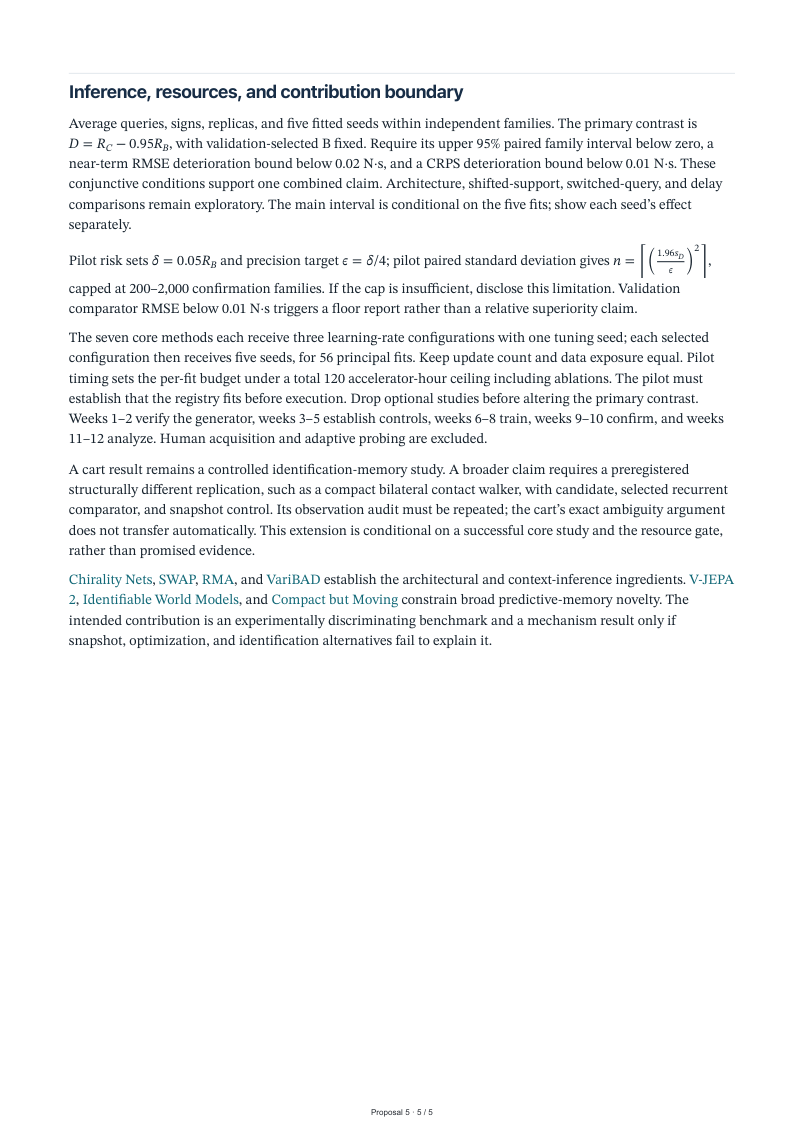 Inference, resources, and contribution boundary
Average queries, signs, replicas, and five fitted seeds within independent families. The primary contrast is
D = R_C − 0.95R_B, with validation-selected B fixed. Require its upper 95% paired family interval below zero, a
near-term RMSE deterioration bound below 0.02 N·s, and a CRPS deterioration bound below 0.01 N·s. These
conjunctive conditions support one combined claim. Architecture, shifted-support, switched-query, and delay
comparisons remain exploratory. The main interval is conditional on the five fits; show each seed’s effect
separately.
Pilot risk sets δ = 0.05R_B and precision target ϵ = δ/4; pilot paired standard deviation gives n = ⌈(1.96s_D/ϵ)^2⌉,
capped at 200–2,000 confirmation families. If the cap is insufficient, disclose this limitation. Validation
comparator RMSE below 0.01 N·s triggers a floor report rather than a relative superiority claim.
The seven core methods each receive three learning-rate configurations with one tuning seed; each selected
configuration then receives five seeds, for 56 principal fits. Keep update count and data exposure equal. Pilot
timing sets the per-fit budget under a total 120 accelerator-hour ceiling including ablations. The pilot must
establish that the registry fits before execution. Drop optional studies before altering the primary contrast.
Weeks 1–2 verify the generator, weeks 3–5 establish controls, weeks 6–8 train, weeks 9–10 confirm, and weeks
11–12 analyze. Human acquisition and adaptive probing are excluded.
A cart result remains a controlled identification-memory study. A broader claim requires a preregistered
structurally different replication, such as a compact bilateral contact walker, with candidate, selected recurrent
comparator, and snapshot control. Its observation audit must be repeated; the cart’s exact ambiguity argument
does not transfer automatically. This extension is conditional on a successful core study and the resource gate,
rather than promised evidence.
Chirality Nets, SWAP, RMA, and VariBAD establish the architectural and context-inference ingredients. V-JEPA
2, Identifiable World Models, and Compact but Moving constrain broad predictive-memory novelty. The
intended contribution is an experimentally discriminating benchmark and a mechanism result only if
snapshot, optimization, and identification alternatives fail to explain it.
Proposal 5 · 5 / 5